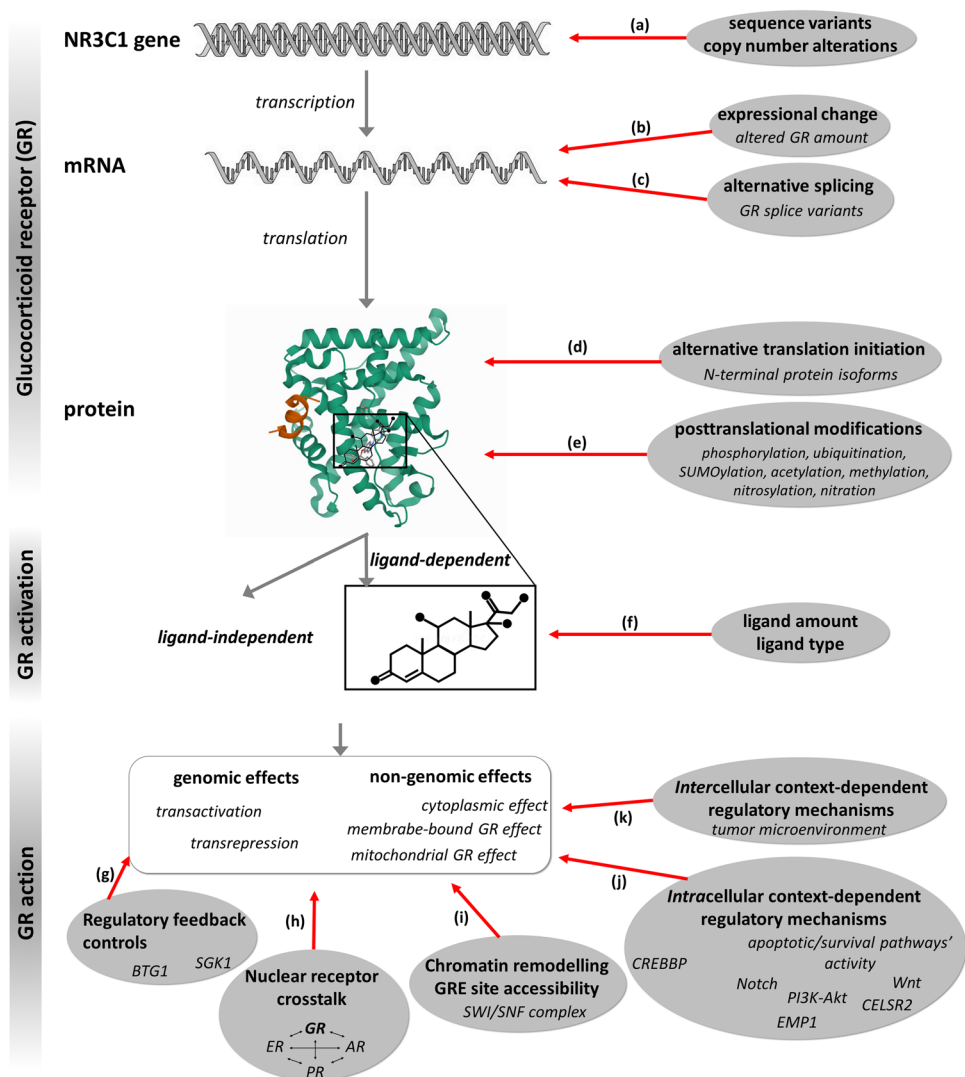 Glucocorticoid receptor (GR)
NR3C1 gene
(a)
sequence variants
copy number alterations
transcription
mRNA
(b)
expressional change
altered GR amount
(c)
alternative splicing
GR splice variants
translation
protein
(d)
alternative translation initiation
N-terminal protein isoforms
(e)
posttranslational modifications
phosphorylation, ubiquitination,
SUMOylation, acetylation, methylation,
nitrosylation, nitration
GR activation
ligand-dependent
ligand-independent
(f)
ligand amount
ligand type
GR action
genomic effects
transactivation
transrepression
non-genomic effects
cytoplasmic effect
membrabe-bound GR effect
mitochondrial GR effect
(k)
Intercellular context-dependent
regulatory mechanisms
tumor microenvironment
(g)
Regulatory feedback
controls
BTG1
SGK1
(h)
Nuclear receptor
crosstalk
GR
ER
AR
PR
(i)
Chromatin remodelling
GRE site accessibility
SWI/SNF complex
(j)
Intracellular context-dependent
regulatory mechanisms
apoptotic/survival pathways'
activity
CREBBP
Notch
PI3K-Akt
Wnt
CELSR2
EMP1